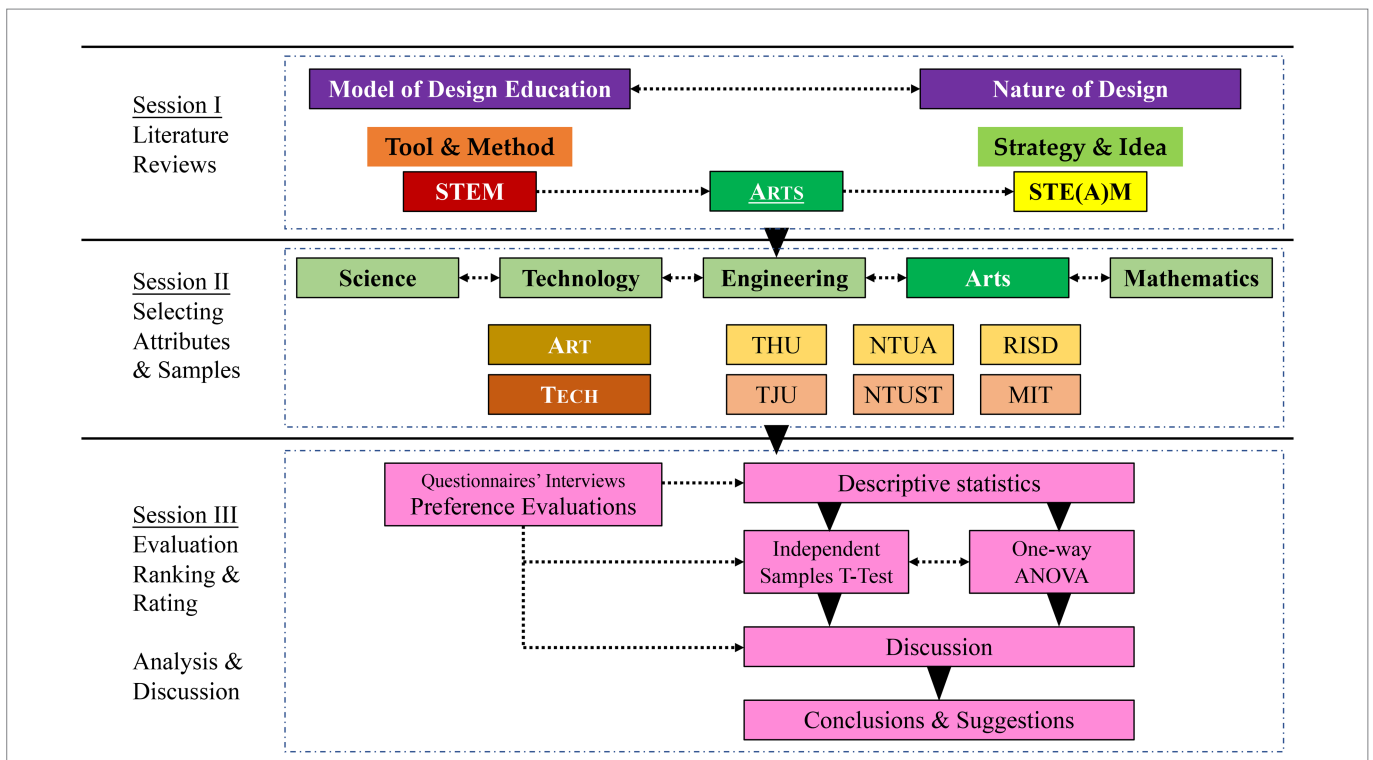 Session I
Literature
Reviews
Model of Design Education
Nature of Design
Tool & Method
Strategy & Idea
STEM
ARTS
STE(A)M
Session II
Selecting
Attributes
& Samples
Science
Technology
Engineering
Arts
Mathematics
ART
THU
NTUA
RISD
TECH
TJU
NTUST
MIT
Session III
Evaluation
Ranking &
Rating
Analysis &
Discussion
Questionnaires’ Interviews
Preference Evaluations
Descriptive statistics
Independent
Samples T-Test
One-way
ANOVA
Discussion
Conclusions & Suggestions